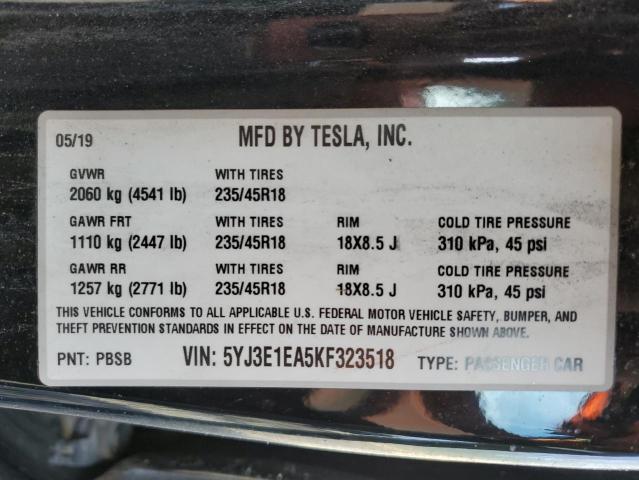 05/19 MFD BY TESLA, INC.
GVWR WITH TIRES
2060 kg (4541 lb) 235/45R18
GAWR FRT WITH TIRES RIM COLD TIRE PRESSURE
1110 kg (2447 lb) 235/45R18 18X8.5 J 310 kPa, 45 psi
GAWR RR WITH TIRES RIM COLD TIRE PRESSURE
1257 kg (2771 lb) 235/45R18 18X8.5 J 310 kPa, 45 psi
THIS VEHICLE CONFORMS TO ALL APPLICABLE U.S. FEDERAL MOTOR VEHICLE SAFETY, BUMPER, AND
THEFT PREVENTION STANDARDS IN EFFECT ON THE DATE OF MANUFACTURE SHOWN ABOVE.
PNT: PBSB VIN: 5YJ3E1EA5KF323518 TYPE: PASSENGER CAR